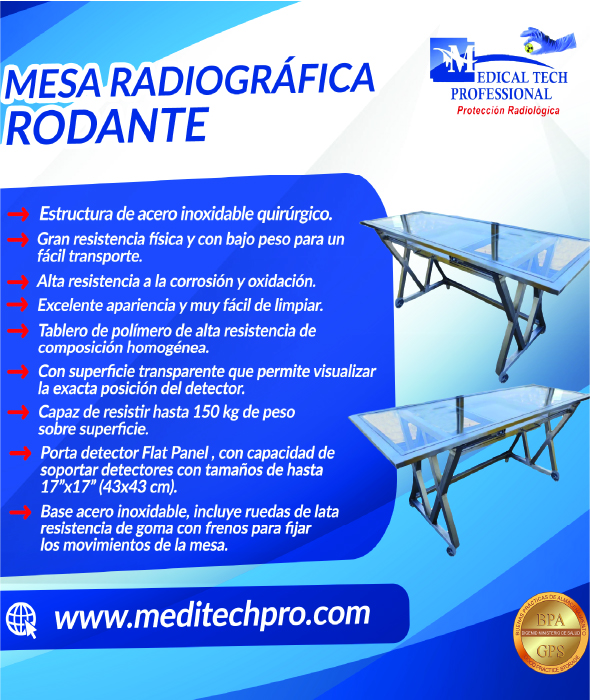 MEDICAL TECH
PROFESSIONAL
Protección Radiológica
MESA RADIOGRÁFICA
RODANTE
Estructura de acero inoxidable quirúrgico.
Gran resistencia física y con bajo peso para un
fácil transporte.
Alta resistencia a la corrosión y oxidación.
Excelente apariencia y muy fácil de limpiar.
Tablero de polímero de alta resistencia de
composición homogénea.
Con superficie transparente que permite visualizar
la exacta posición del detector.
Capaz de resistir hasta 150 kg de peso
sobre superficie.
Porta detector Flat Panel , con capacidad de
soportar detectores con tamaños de hasta
17”x17” (43x43 cm).
Base acero inoxidable, incluye ruedas de lata
resistencia de goma con frenos para fijar
los movimientos de la mesa.
www.meditechpro.com
BPA
DIGEMID MINISTERIO DE SALUD
GPS